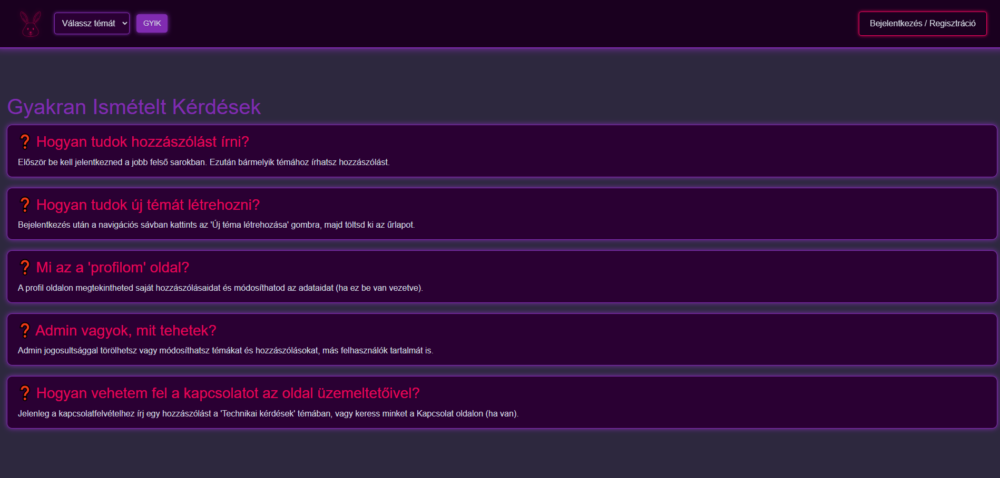 Válassz témát
GYIK
Bejelentkezés / Regisztráció
Gyakran Ismételt Kérdések
❓ Hogyan tudok hozzászólást írni?
Először be kell jelentkezned a jobb felső sarokban. Ezután bármelyik témához írhatsz hozzászólást.
❓ Hogyan tudok új témát létrehozni?
Bejelentkezés után a navigációs sávban kattints az 'Új téma létrehozása' gombra, majd töltsd ki az űrlapot.
❓ Mi az a 'profilom' oldal?
A profil oldalon megtekintheted saját hozzászólásaidat és módosíthatod az adataidat (ha ez be van vezetve).
❓ Admin vagyok, mit tehetek?
Admin jogosultsággal törölhetsz vagy módosíthatsz témákat és hozzászólásokat, más felhasználók tartalmát is.
❓ Hogyan vehetem fel a kapcsolatot az oldal üzemeltetőivel?
Jelenleg a kapcsolatfelvételhez írj egy hozzászólást a 'Technikai kérdések' témában, vagy keress minket a Kapcsolat oldalon (ha van).